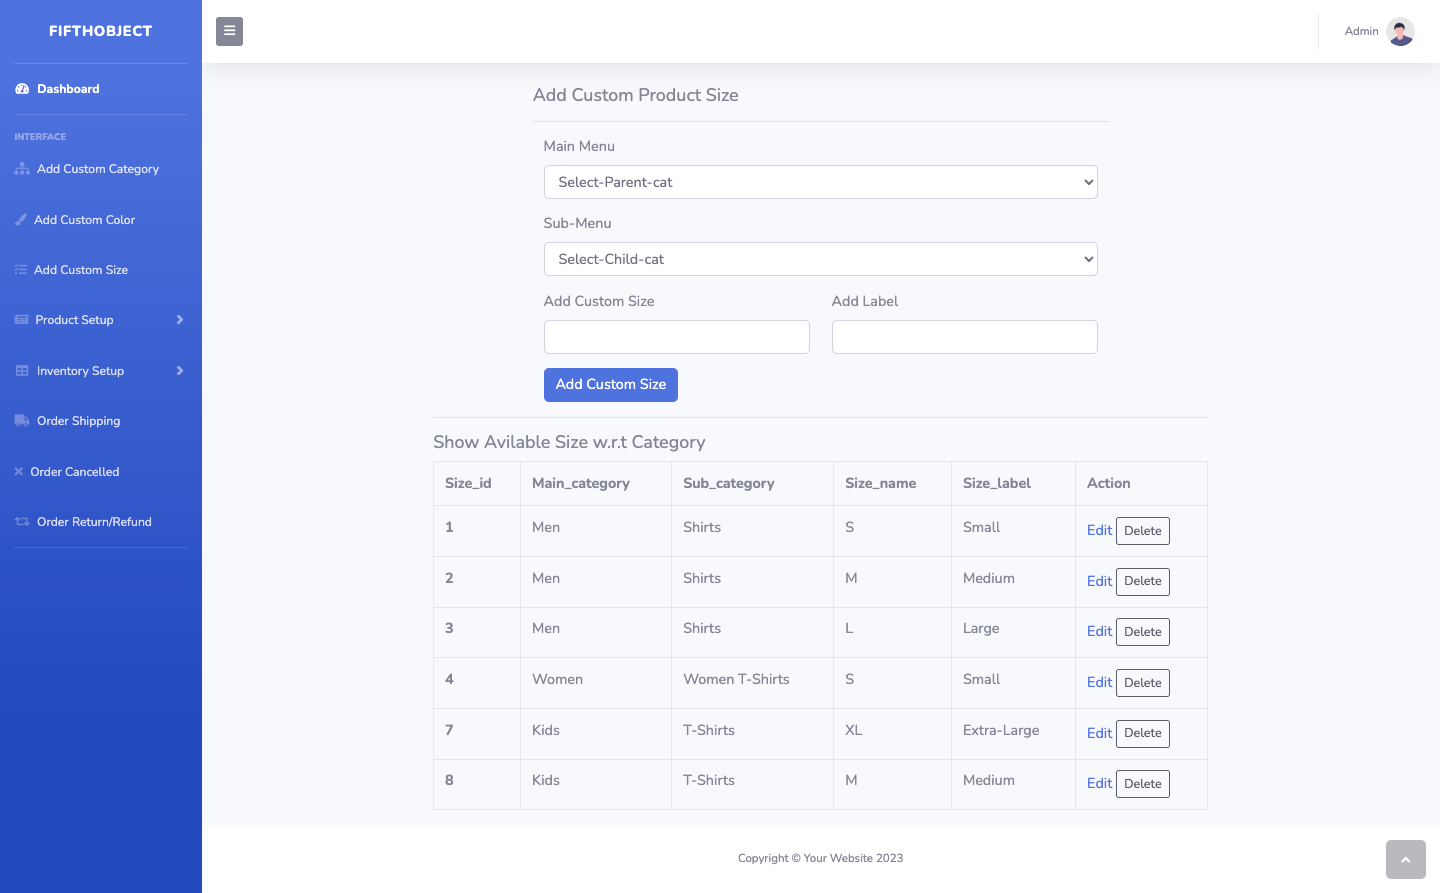 FIFTHOBJECT
Admin
Dashboard
INTERFACE
Add Custom Category
Add Custom Color
Add Custom Size
Product Setup
Inventory Setup
Order Shipping
Order Cancelled
Order Return/Refund
Add Custom Product Size
Main Menu
Select-Parent-cat
Sub-Menu
Select-Child-cat
Add Custom Size Add Label
Add Custom Size
Show Avilable Size w.r.t Category
Size_id Main_category Sub_category Size_name Size_label Action
1 Men Shirts S Small Edit Delete
2 Men Shirts M Medium Edit Delete
3 Men Shirts L Large Edit Delete
4 Women Women T-Shirts S Small Edit Delete
7 Kids T-Shirts XL Extra-Large Edit Delete
8 Kids T-Shirts M Medium Edit Delete
Copyright © Your Website 2023